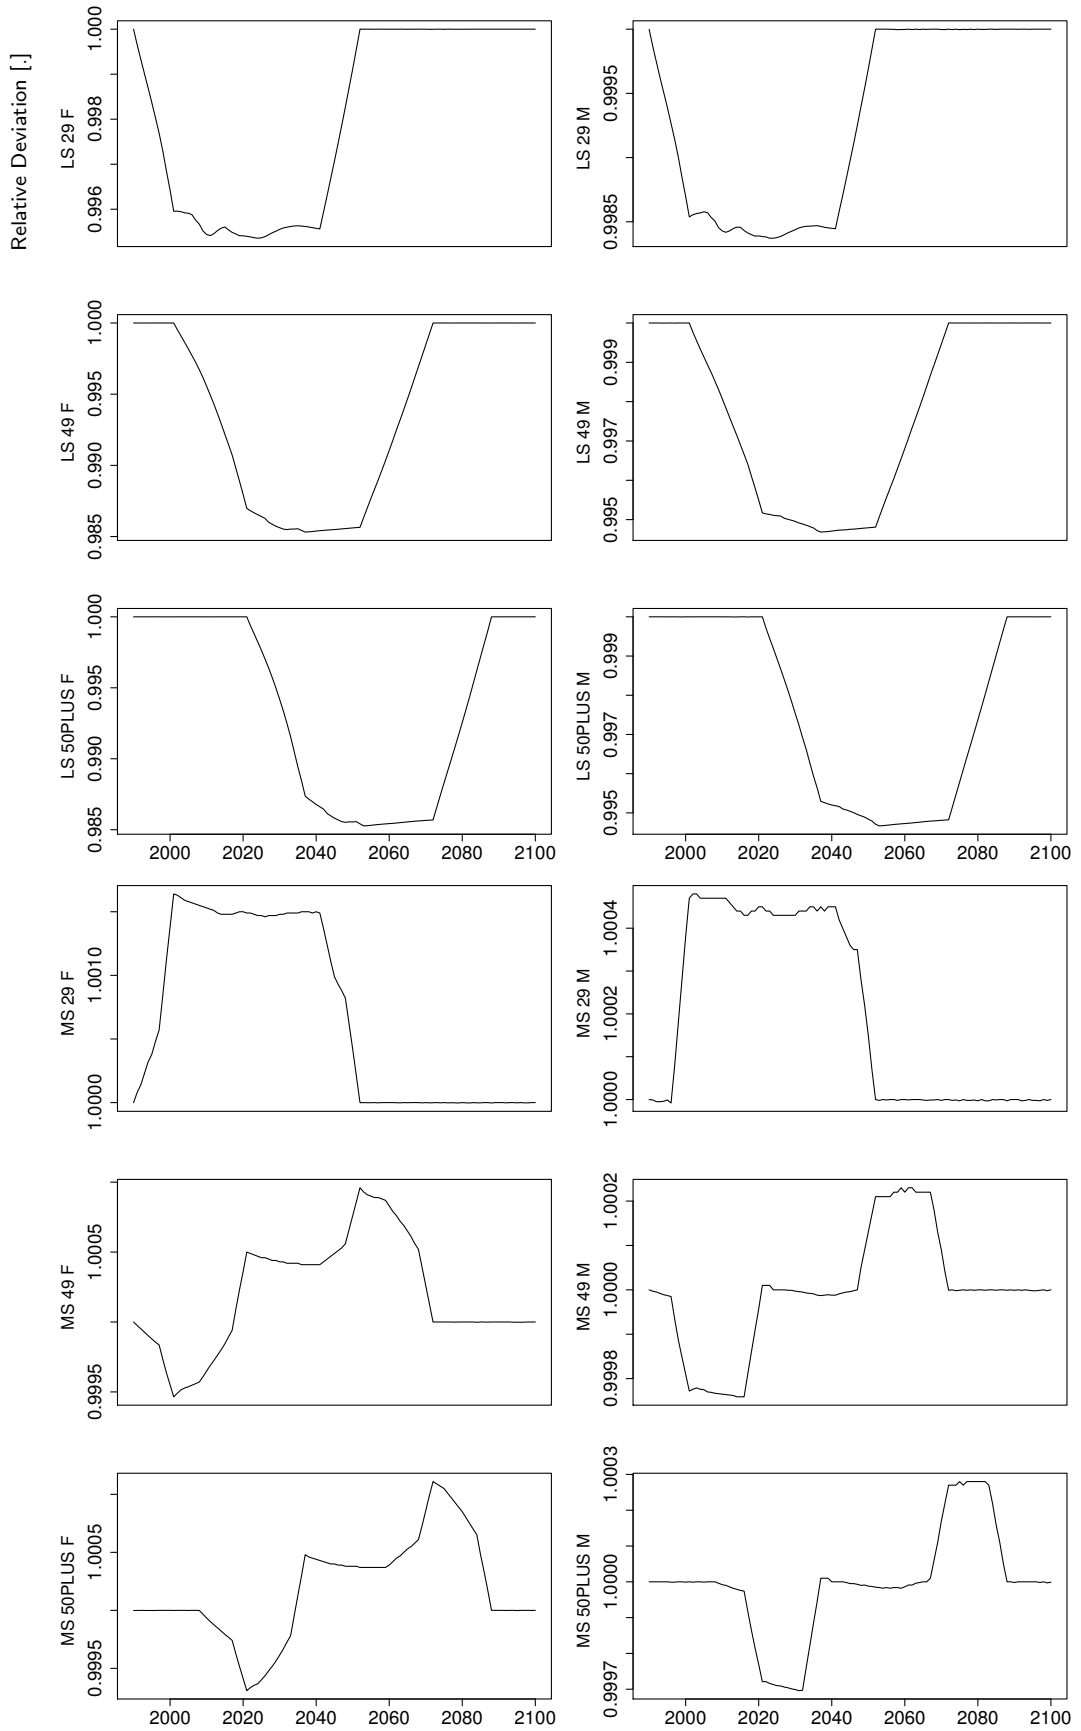 Relative Deviation [.]
LS 29 F
0.996 0.998 1.000
LS 29 M
0.9985 0.9995
LS 49 F
0.985 0.990 0.995 1.000
LS 49 M
0.995 0.997 0.999
LS 50PLUS F
0.985 0.990 0.995 1.000
2000 2020 2040 2060 2080 2100
LS 50PLUS M
0.995 0.997 0.999
2000 2020 2040 2060 2080 2100
MS 29 F
1.0000 1.0010
MS 29 M
1.0000 1.0002 1.0004
MS 49 F
0.9995 1.0005
MS 49 M
0.9998 1.0000 1.0002
MS 50PLUS F
0.9995 1.0005
2000 2020 2040 2060 2080 2100
MS 50PLUS M
0.9997 1.0000 1.0003
2000 2020 2040 2060 2080 2100